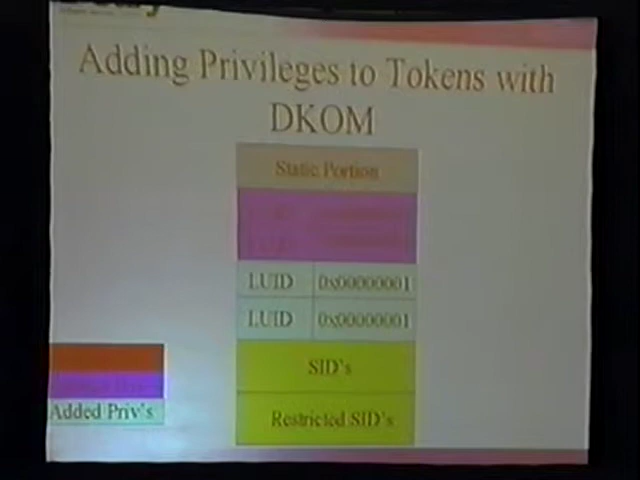 Adding Privileges to Tokens with
DKOM
Static Portion
LUID 0x00000001
LUID 0x00000001
SID's
Restricted SID's
Added Priv's